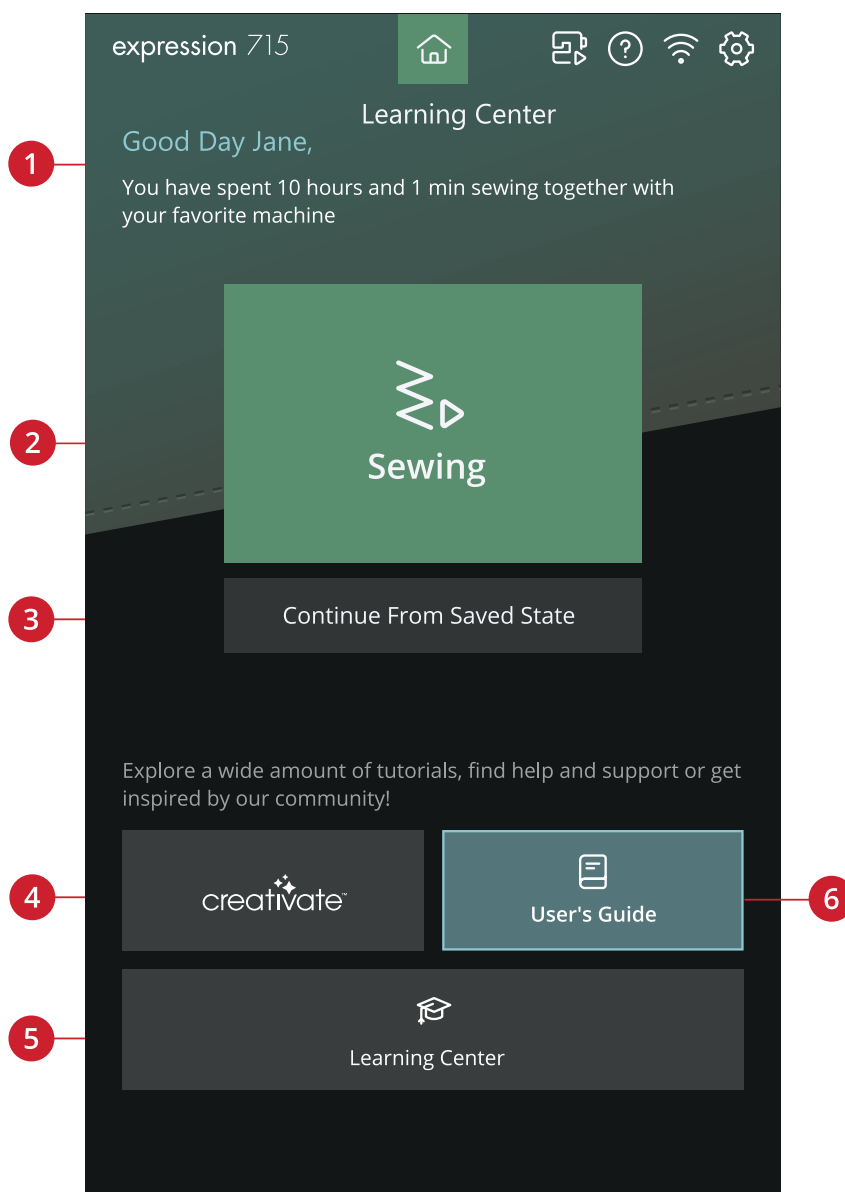 expression 715
Learning Center
Good Day Jane,
1
You have spent 10 hours and 1 min sewing together with
your favorite machine
2
Sewing
3
Continue From Saved State
Explore a wide amount of tutorials, find help and support or get
inspired by our community!
4
creativate™
User's Guide
6
5
Learning Center